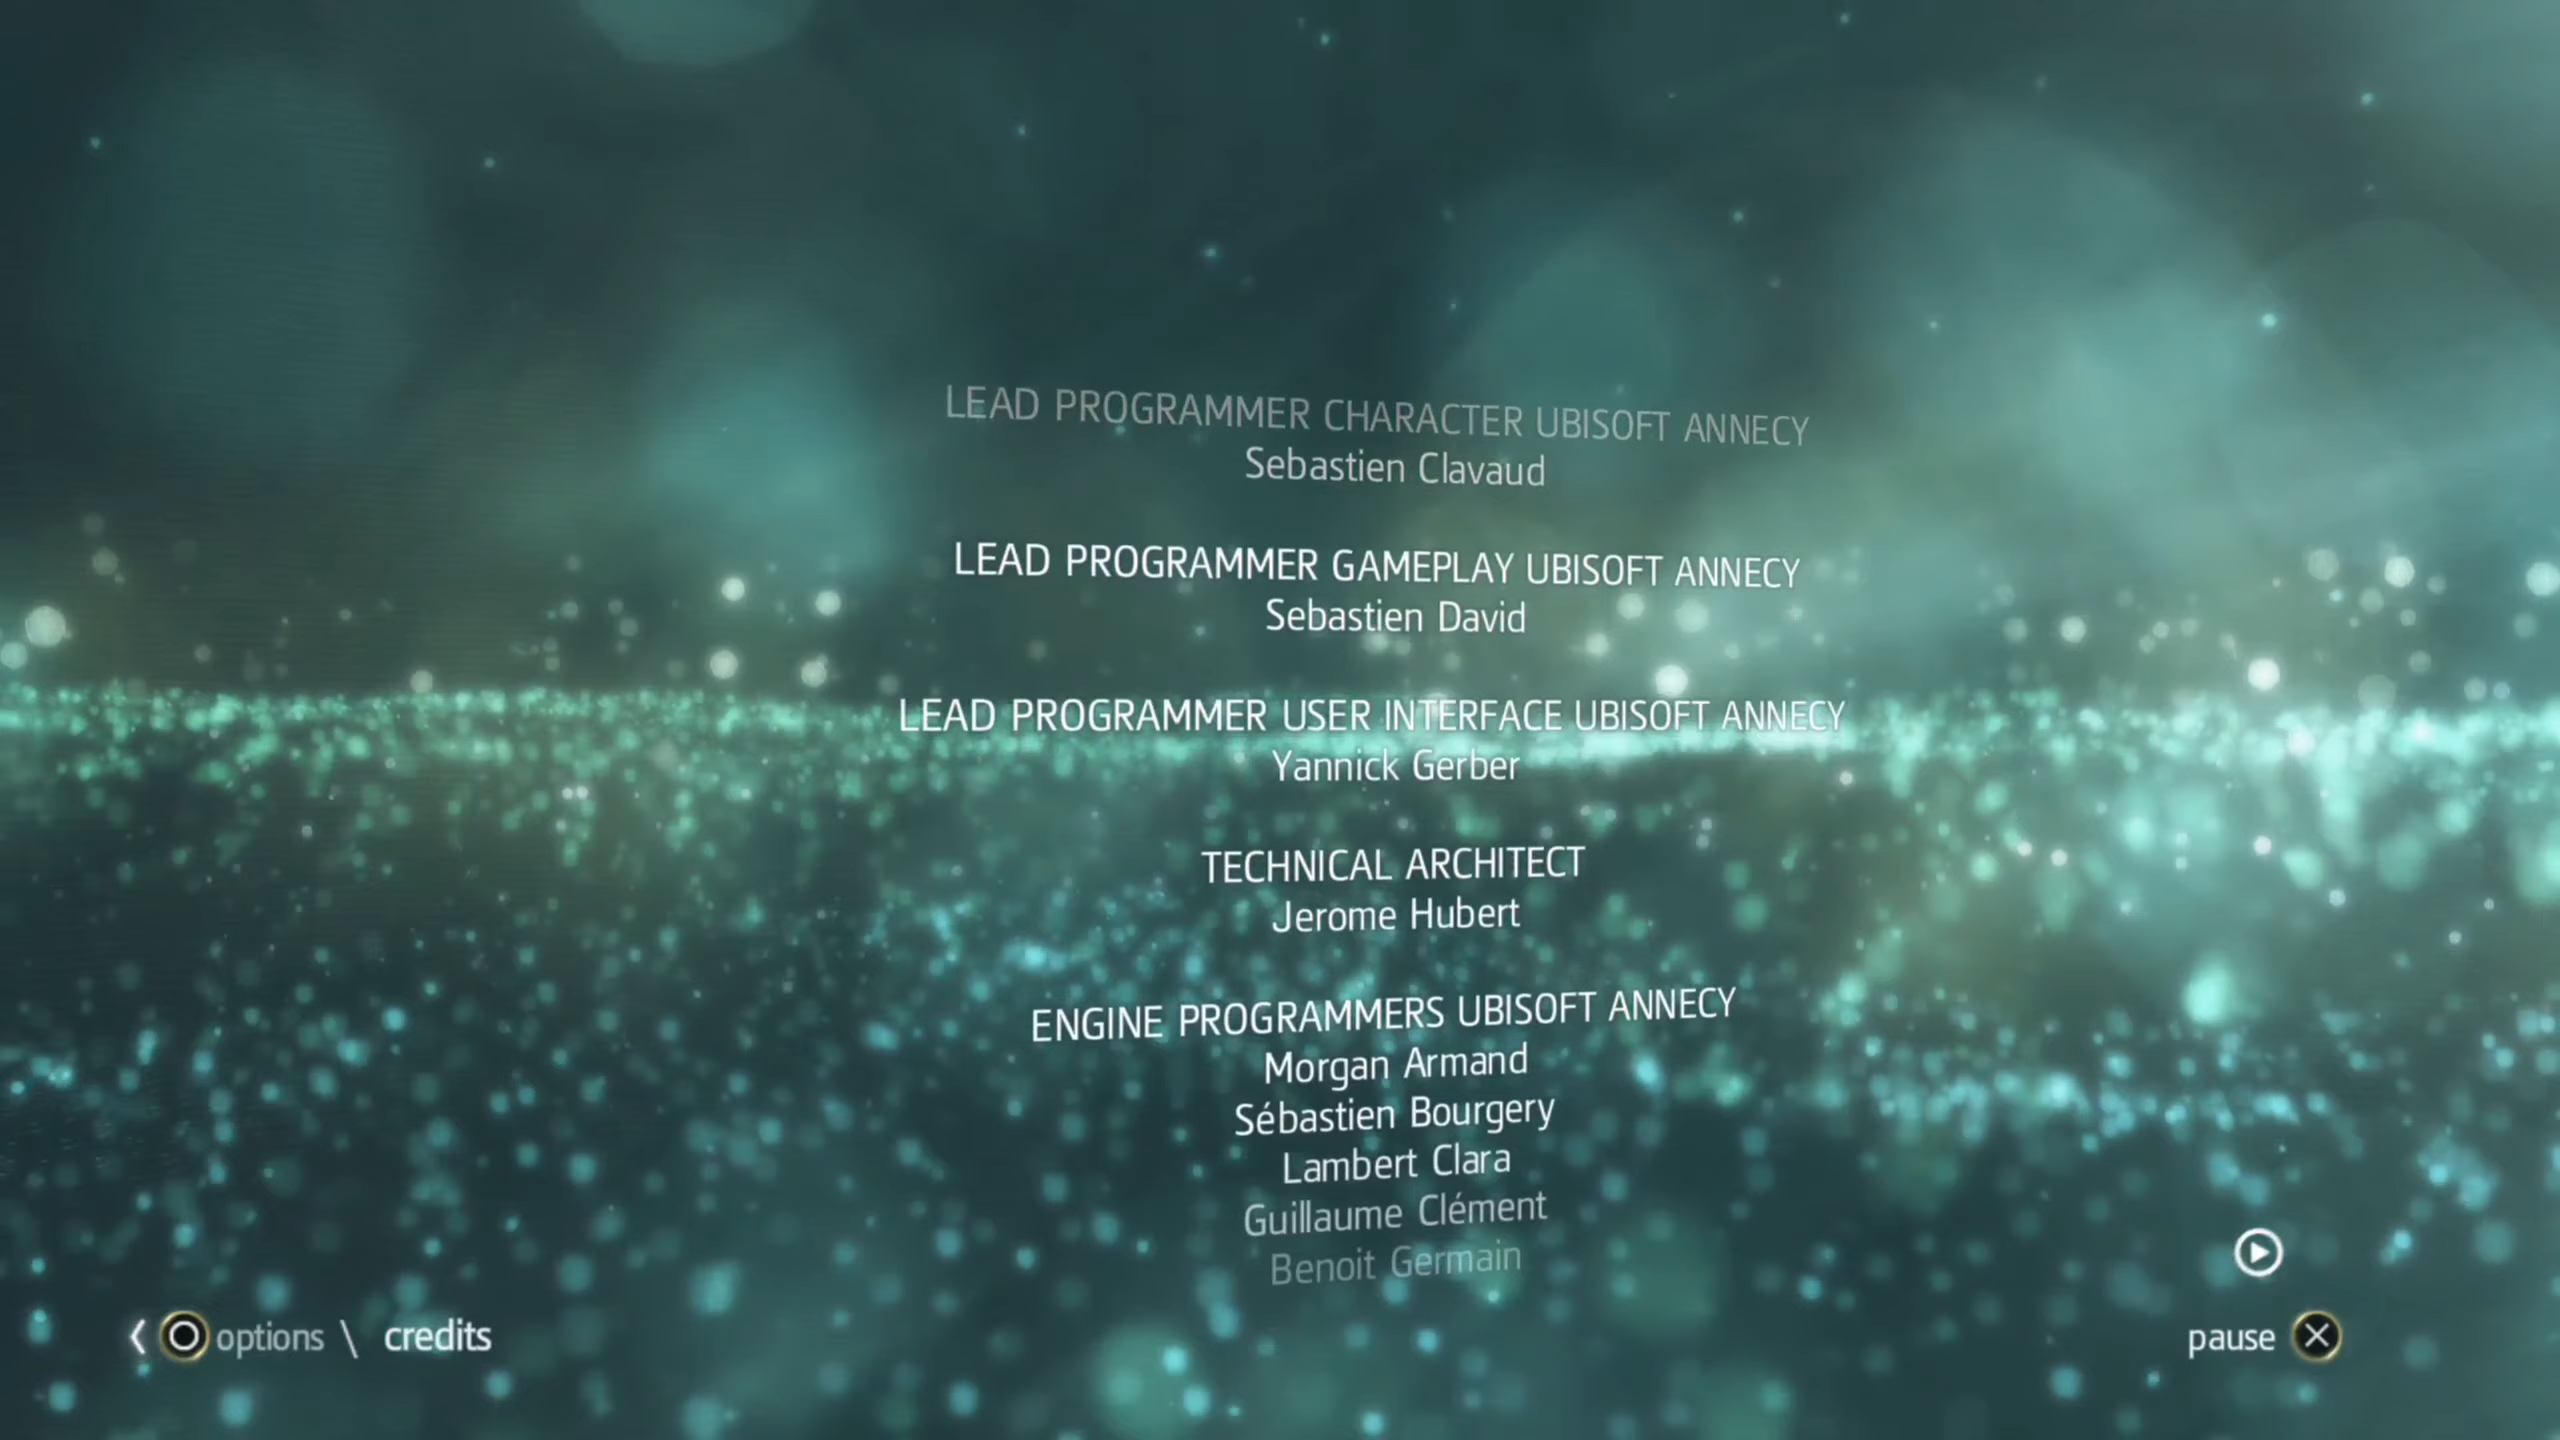 LEAD PROGRAMMER CHARACTER UBISOFT ANNECY
Sebastien Clavaud
LEAD PROGRAMMER GAMEPLAY UBISOFT ANNECY
Sebastien David
LEAD PROGRAMMER USER INTERFACE UBISOFT ANNECY
Yannick Gerber
TECHNICAL ARCHITECT
Jerome Hubert
ENGINE PROGRAMMERS UBISOFT ANNECY
Morgan Armand
Sébastien Bourgery
Lambert Clara
Guillaume Clément
Benoit Germain
options \ credits
pause